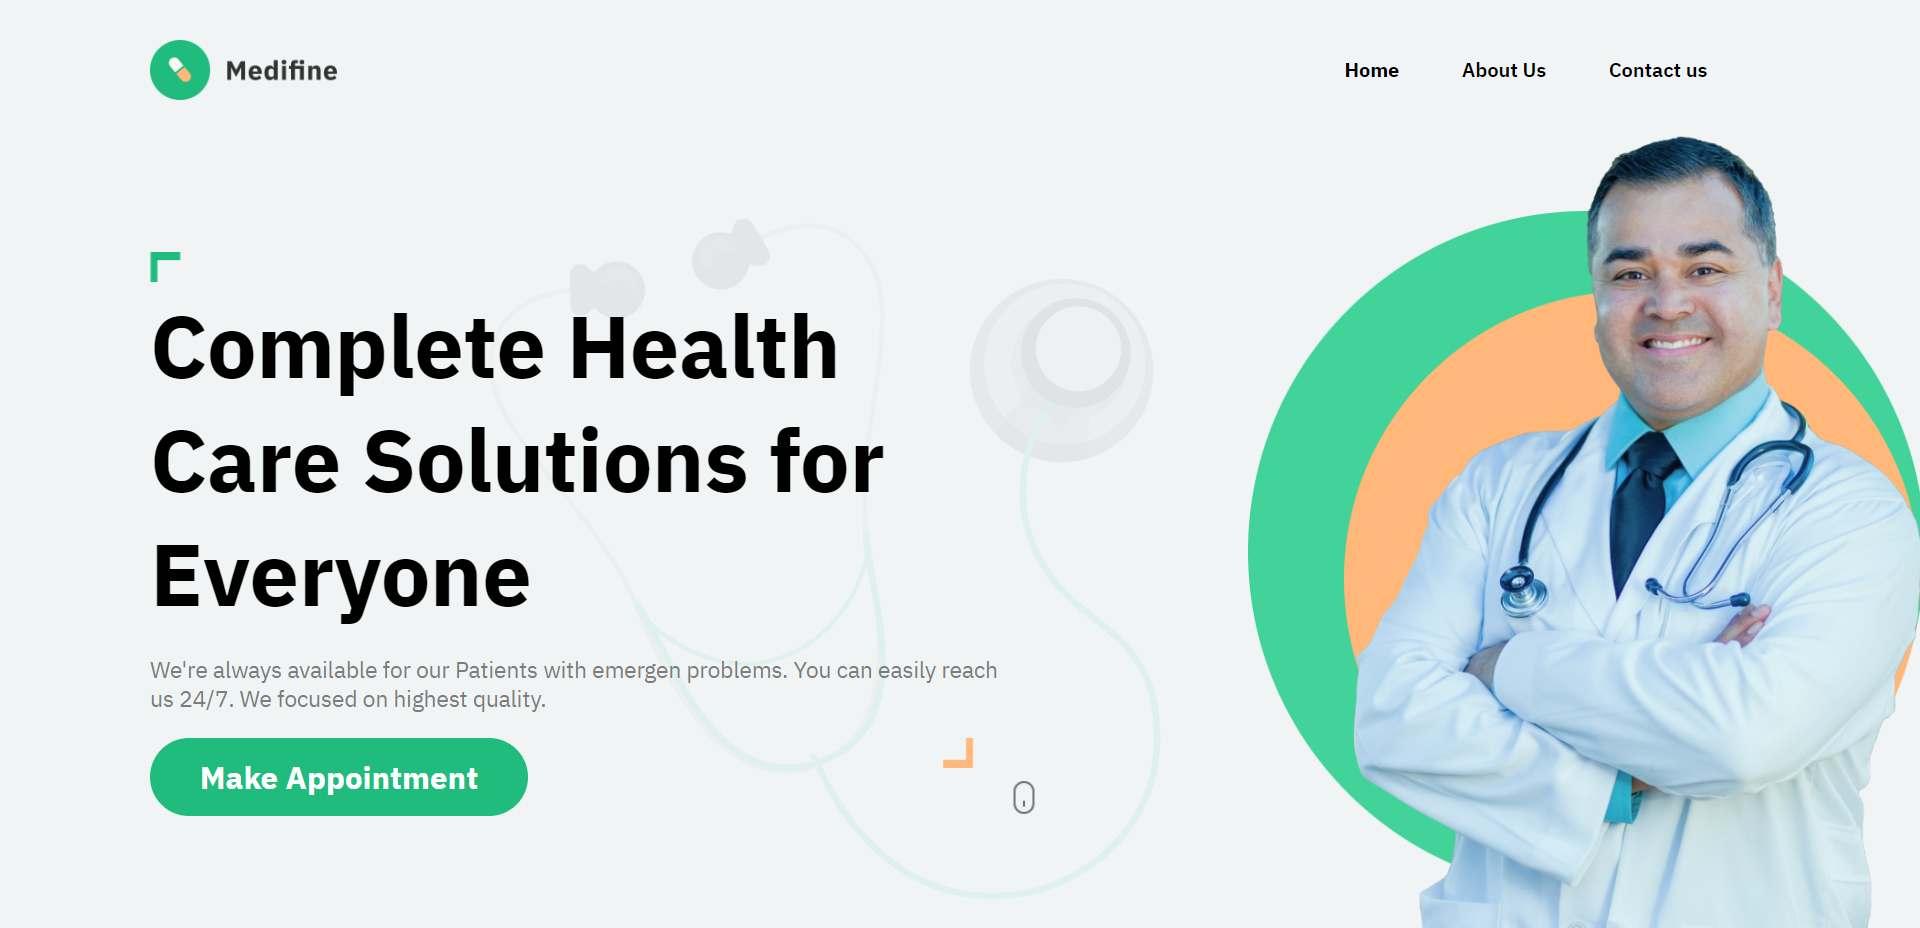 Medifine
Home
About Us
Contact us
Complete Health
Care Solutions for
Everyone
We're always available for our Patients with emergen problems. You can easily reach
us 24/7. We focused on highest quality.
Make Appointment